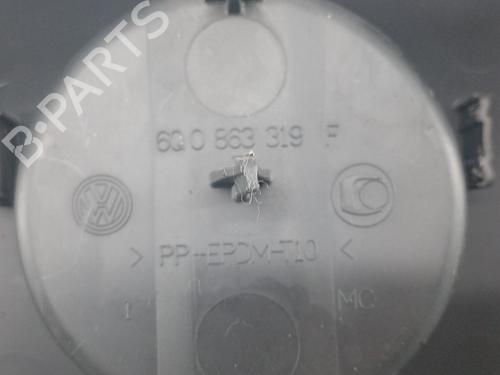 B-PARTS
6Q0 863 319 F
> PP-EPDM-T10 <
1 MC